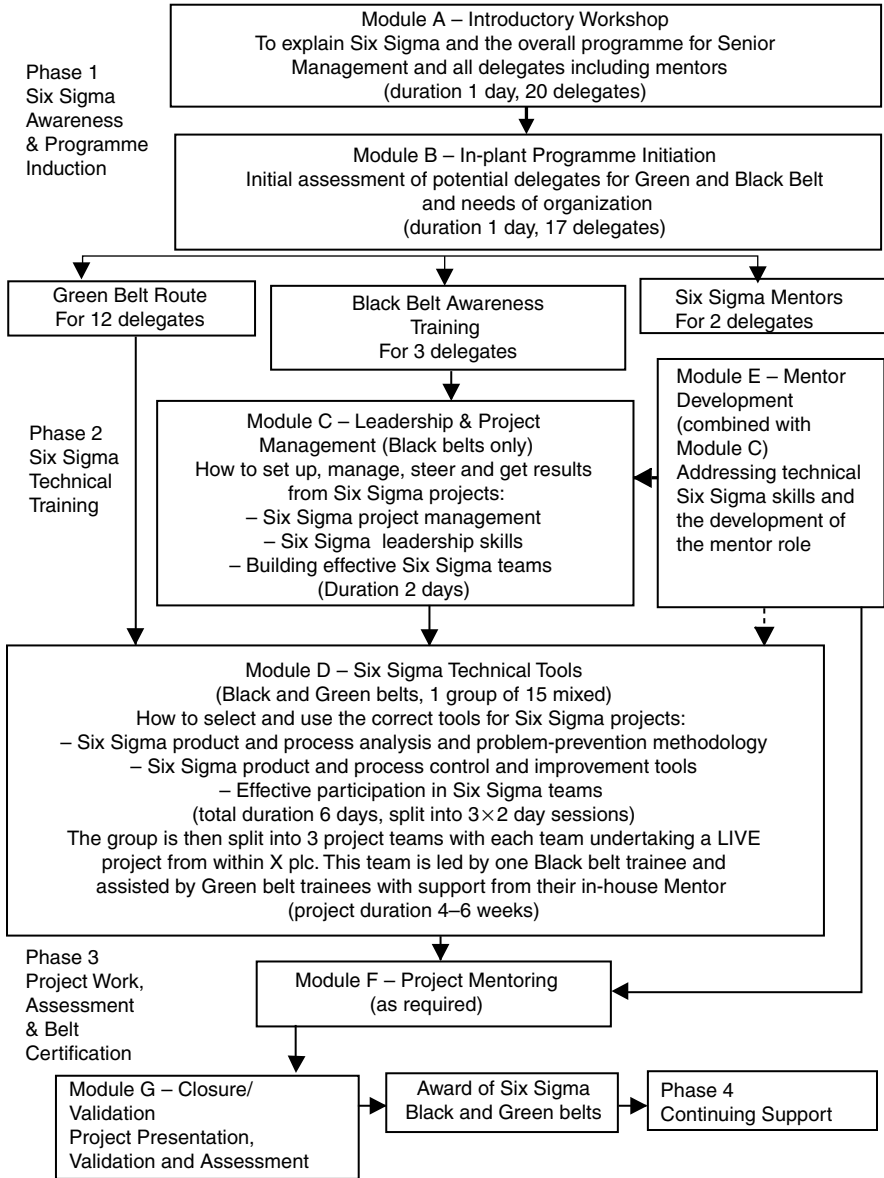 Phase 1
Six Sigma
Awareness
& Programme
Induction
Module A – Introductory Workshop
To explain Six Sigma and the overall programme for Senior
Management and all delegates including mentors
(duration 1 day, 20 delegates)
Module B – In-plant Programme Initiation
Initial assessment of potential delegates for Green and Black Belt
and needs of organization
(duration 1 day, 17 delegates)
Green Belt Route
For 12 delegates
Black Belt Awareness
Training
For 3 delegates
Six Sigma Mentors
For 2 delegates
Phase 2
Six Sigma
Technical
Training
Module C – Leadership & Project
Management (Black belts only)
How to set up, manage, steer and get results
from Six Sigma projects:
– Six Sigma project management
– Six Sigma leadership skills
– Building effective Six Sigma teams
(Duration 2 days)
Module E – Mentor
Development
(combined with
Module C)
Addressing technical
Six Sigma skills and
the development of
the mentor role
Module D – Six Sigma Technical Tools
(Black and Green belts, 1 group of 15 mixed)
How to select and use the correct tools for Six Sigma projects:
– Six Sigma product and process analysis and problem-prevention methodology
– Six Sigma product and process control and improvement tools
– Effective participation in Six Sigma teams
(total duration 6 days, split into 3×2 day sessions)
The group is then split into 3 project teams with each team undertaking a LIVE
project from within X plc. This team is led by one Black belt trainee and
assisted by Green belt trainees with support from their in-house Mentor
(project duration 4–6 weeks)
Phase 3
Project Work,
Assessment
& Belt
Certification
Module F – Project Mentoring
(as required)
Module G – Closure/
Validation
Project Presentation,
Validation and Assessment
Award of Six Sigma
Black and Green belts
Phase 4
Continuing Support